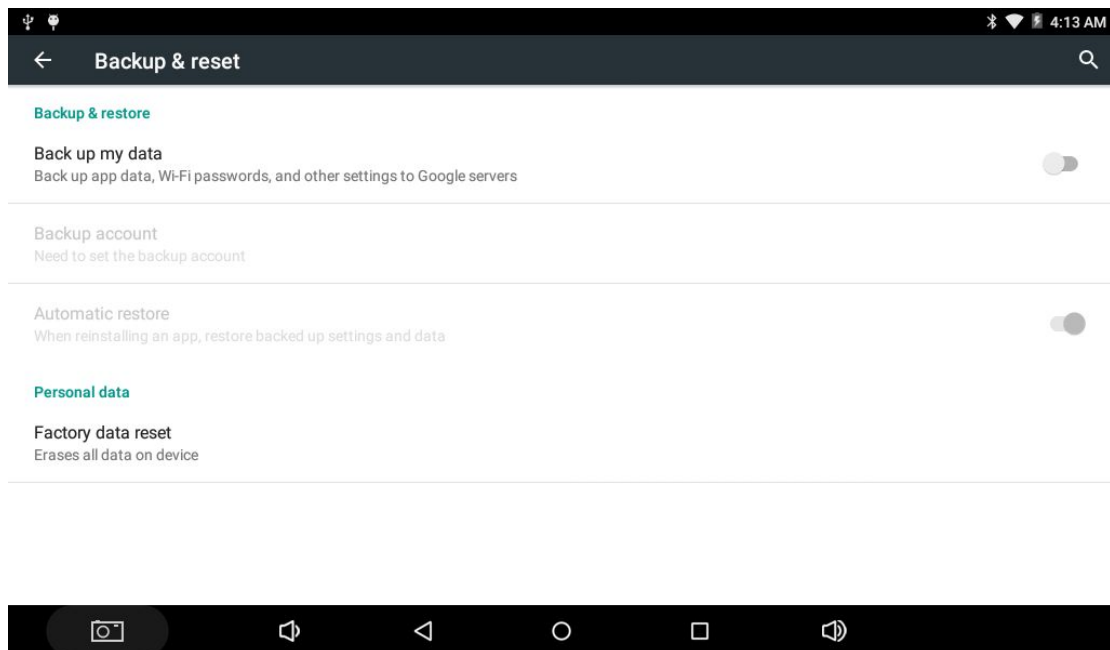 4:13 AM
Backup & reset
Backup & restore
Back up my data
Back up app data, Wi-Fi passwords, and other settings to Google servers
Backup account
Need to set the backup account
Automatic restore
When reinstalling an app, restore backed up settings and data
Personal data
Factory data reset
Erases all data on device